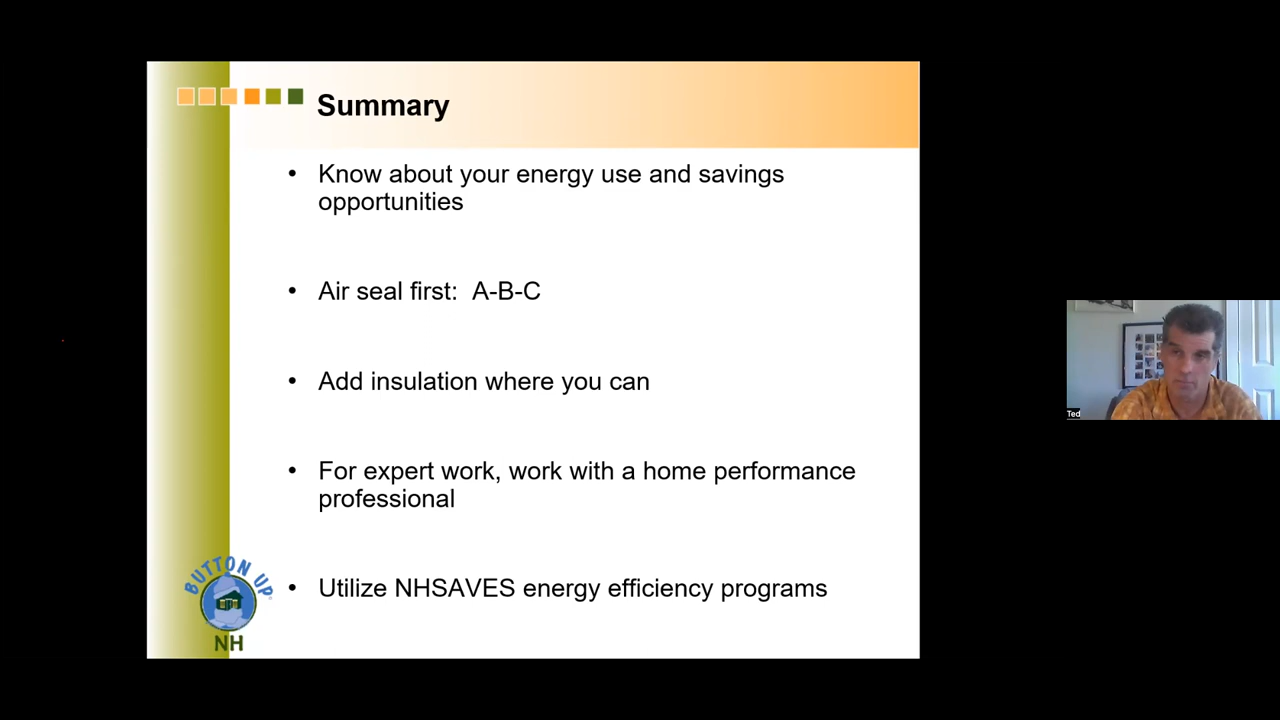 Summary
• Know about your energy use and savings
opportunities
• Air seal first: A-B-C
• Add insulation where you can
• For expert work, work with a home performance
professional
• Utilize NHSAVES energy efficiency programs
BUTTON UP
NH
Ted